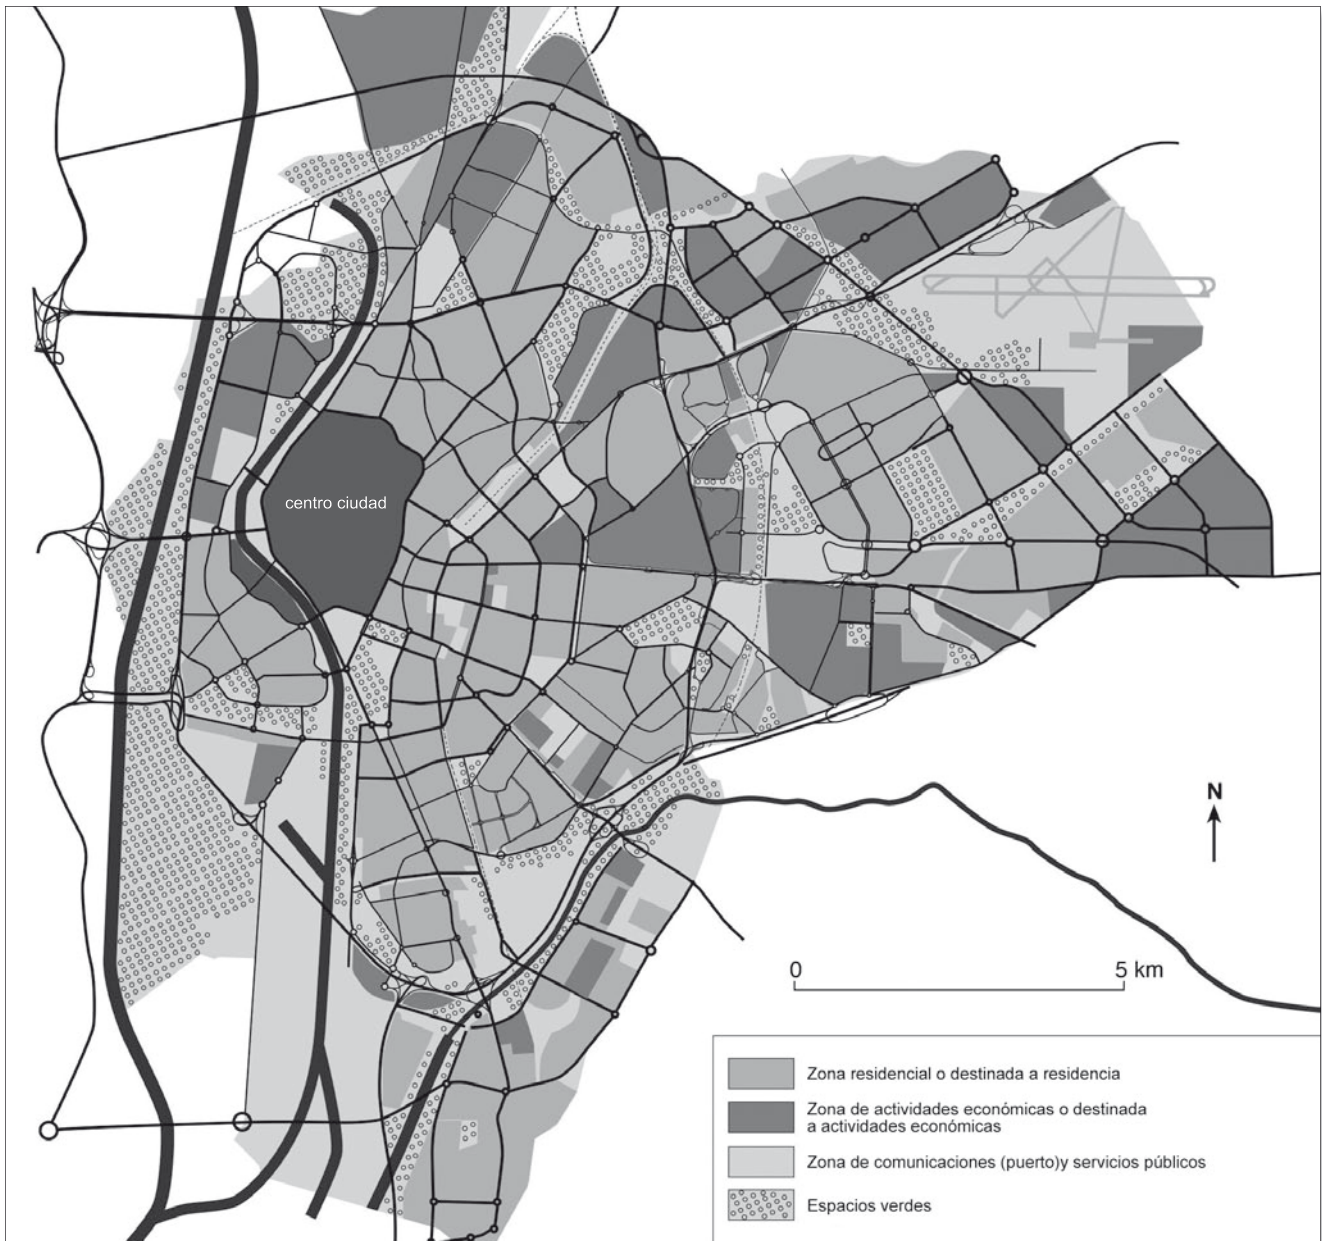 centro ciudad
N
0 5 km
Zona residencial o destinada a residencia
Zona de actividades económicas o destinada
a actividades económicas
Zona de comunicaciones (puerto)y servicios públicos
Espacios verdes